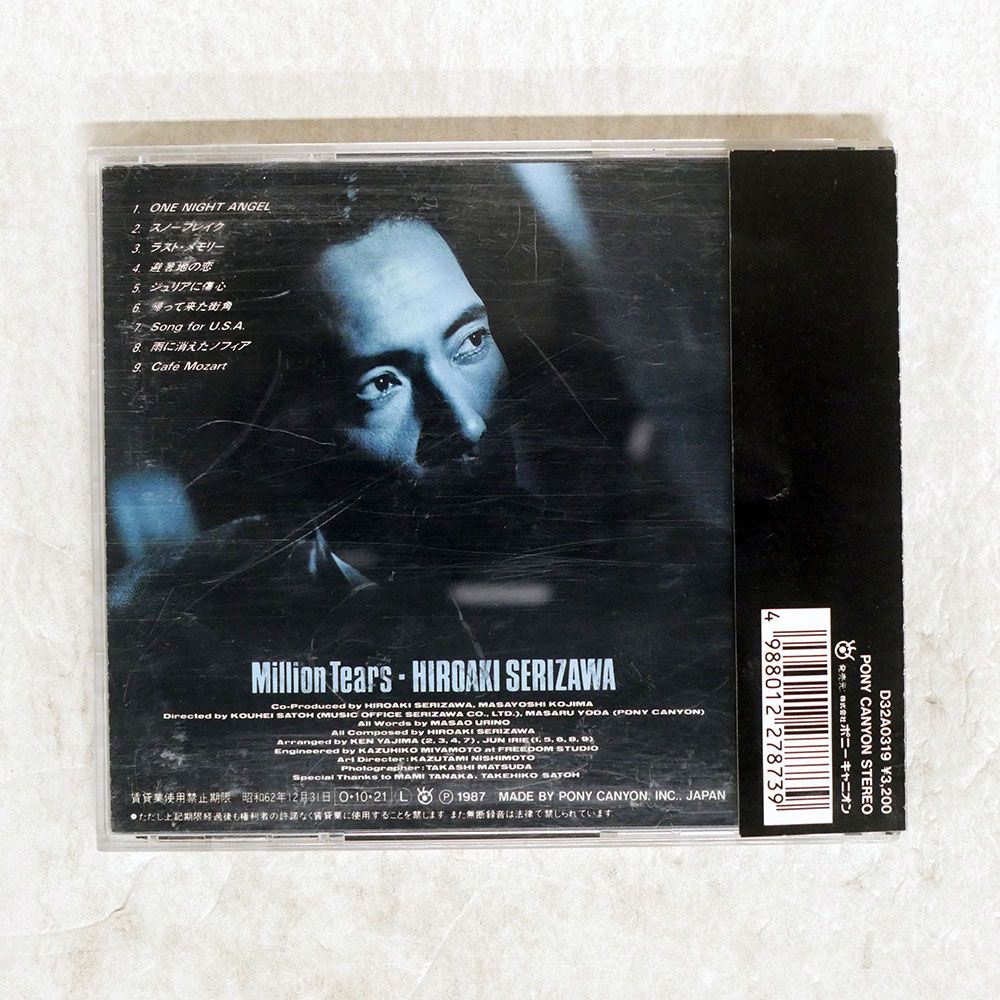 1. ONE NIGHT ANGEL
2. スノーフレイク
3. ラスト・メモリー
4. 避暑地の恋
5. ジュリアに傷心
6. 帰って来た街角
7. Song for U.S.A.
8. 雨に消えたソフィア
9. Café Mozart
Million Tears · HIROAKI SERIZAWA
Co-Produced by HIROAKI SERIZAWA, MASAYOSHI KOJIMA
Directed by KOUHEI SATOH (MUSIC OFFICE SERIZAWA CO., LTD.), MASARU YODA (PONY CANYON)
All Words by MASAO URINO
All Composed by HIROAKI SERIZAWA
Arranged by KEN YAJIMA (2, 3, 4, 7), JUN IRIE (1, 5, 6, 8, 9)
Engineered by KAZUHIKO MIYAMOTO at FREEDOM STUDIO
Art Director: KAZUTAMI NISHIMOTO
Photographer: TAKASHI MATSUDA
Special Thanks to MAMI TANAKA, TAKEHIKO SATOH
賃貸業使用禁止期限 昭和62年12月31日 O·10·21 L Ⓟ 1987 MADE BY PONY CANYON, INC., JAPAN
●ただし上記期限経過後も権利者の許諾なく賃貸業に使用することを禁じます。また無断録音は法律で禁じられています。
D32A0319 ¥3,200
PONY CANYON STEREO
発売元/株式会社ポニーキャニオン
4 988012 278739